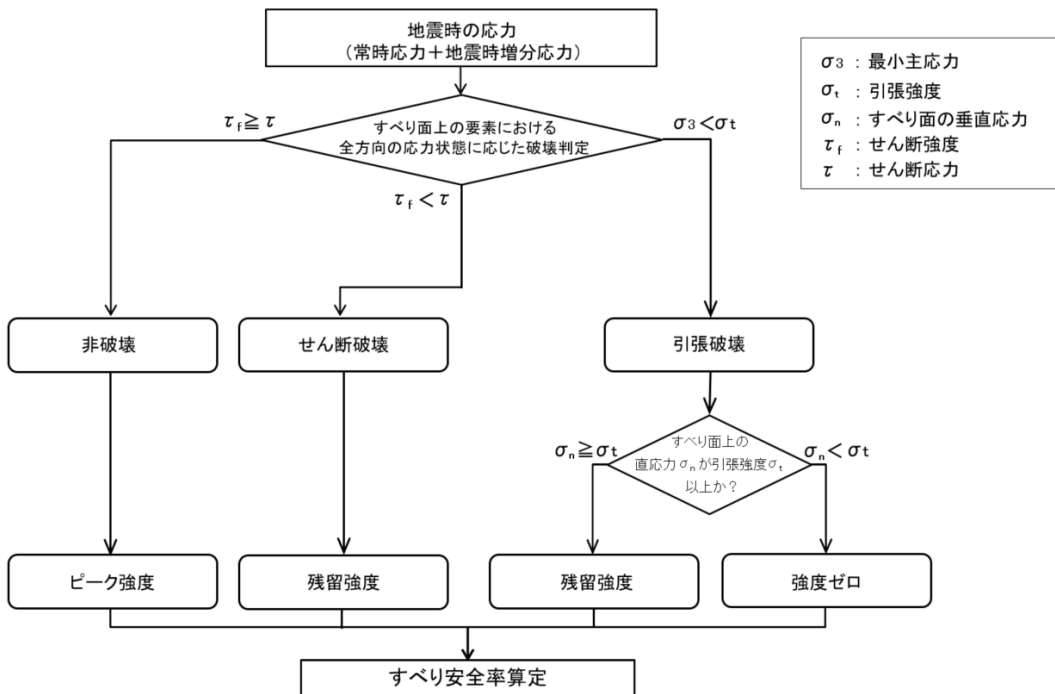 地震時の応力
（常時応力＋地震時増分応力）
σ3 : 最小主応力
σt : 引張強度
σn : すべり面の垂直応力
τf : せん断強度
τ : せん断応力
τf≧τ
すべり面上の要素における
全方向の応力状態に応じた破壊判定
σ3<σt
τf<τ
非破壊
せん断破壊
引張破壊
σn≧σt
すべり面上の
直応力σnが引張強度σt
以上か？
σn<σt
ピーク強度
残留強度
残留強度
強度ゼロ
すべり安全率算定